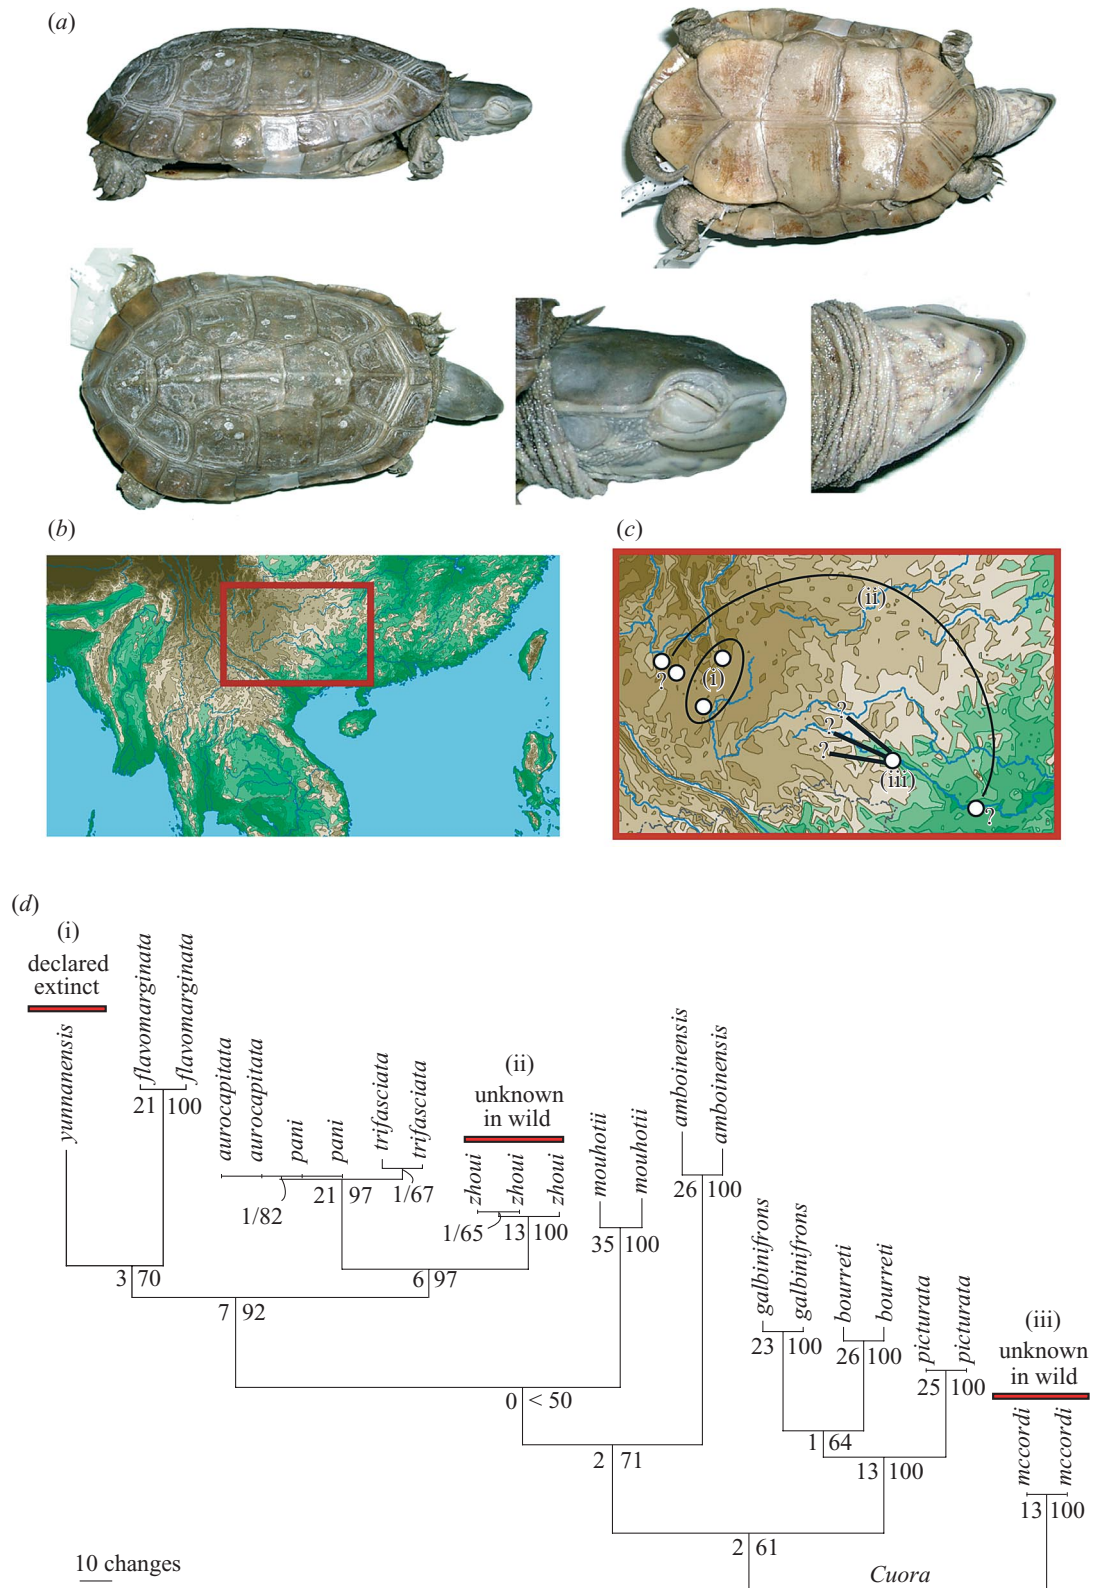 (a)
(b)
(c)
(ii)
(i)
?
?
?
?
(iii)
?
(d)
(i)
declared
extinct
yunnanensis
flavomarginata
flavomarginata
21 100
aurocapitata
aurocapitata
pani
pani
trifasciata
trifasciata
1/82
21 97
1/67
(ii)
unknown
in wild
zhoui
zhoui
zhoui
1/65
13 100
mouhotii
mouhotii
35 100
amboinensis
amboinensis
26 100
3 70
6 97
7 92
0 < 50
2 71
galbinifrons
galbinifrons
23 100
bourreti
bourreti
26 100
picturata
picturata
25 100
1 64
13 100
(iii)
unknown
in wild
mccordi
mccordi
13 100
2 61
10 changes
Cuora